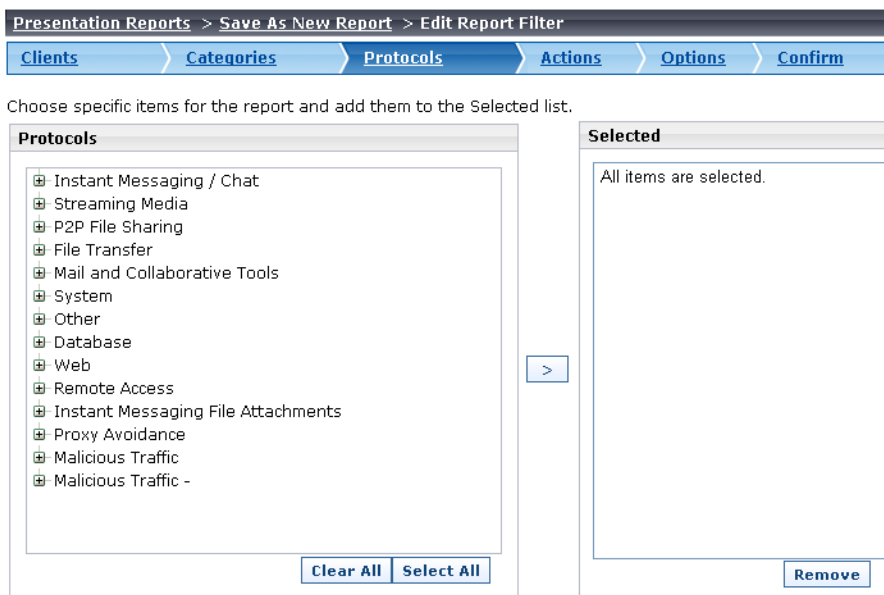 Presentation Reports > Save As New Report > Edit Report Filter
Clients Categories Protocols Actions Options Confirm
Choose specific items for the report and add them to the Selected list.
Protocols
Instant Messaging / Chat
Streaming Media
P2P File Sharing
File Transfer
Mail and Collaborative Tools
System
Other
Database
Web
Remote Access
Instant Messaging File Attachments
Proxy Avoidance
Malicious Traffic
Malicious Traffic -
Clear All Select All
>
Selected
All items are selected.
Remove